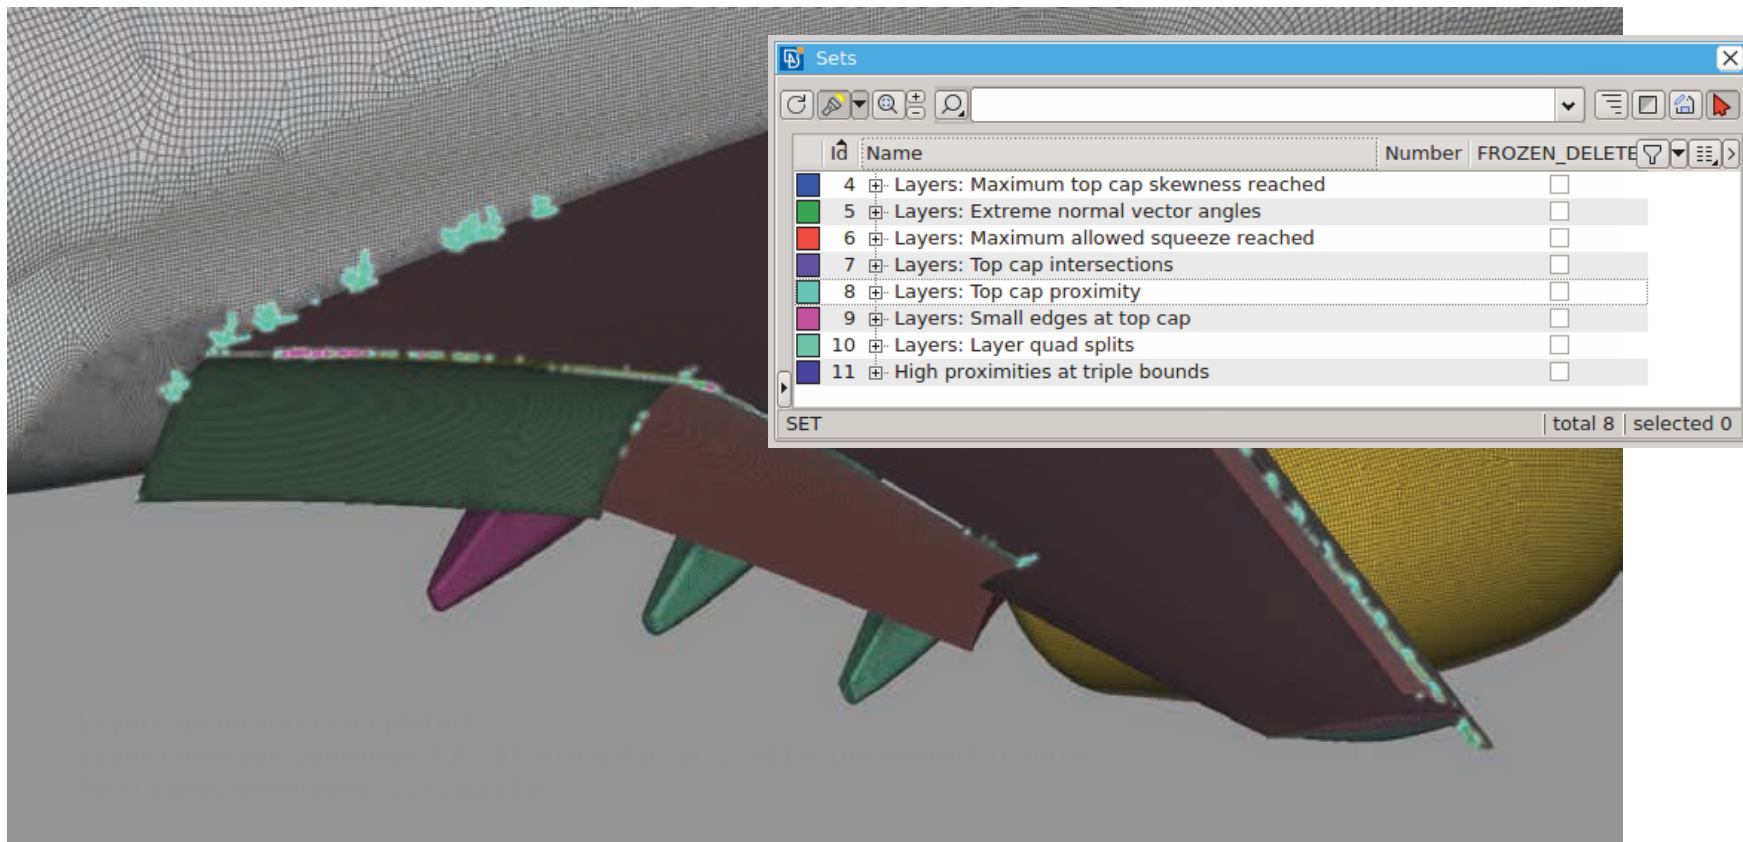 Sets
Id Name Number FROZEN_DELETE
4 Layers: Maximum top cap skewness reached
5 Layers: Extreme normal vector angles
6 Layers: Maximum allowed squeeze reached
7 Layers: Top cap intersections
8 Layers: Top cap proximity
9 Layers: Small edges at top cap
10 Layers: Layer quad splits
11 High proximities at triple bounds
SET total 8 selected 0